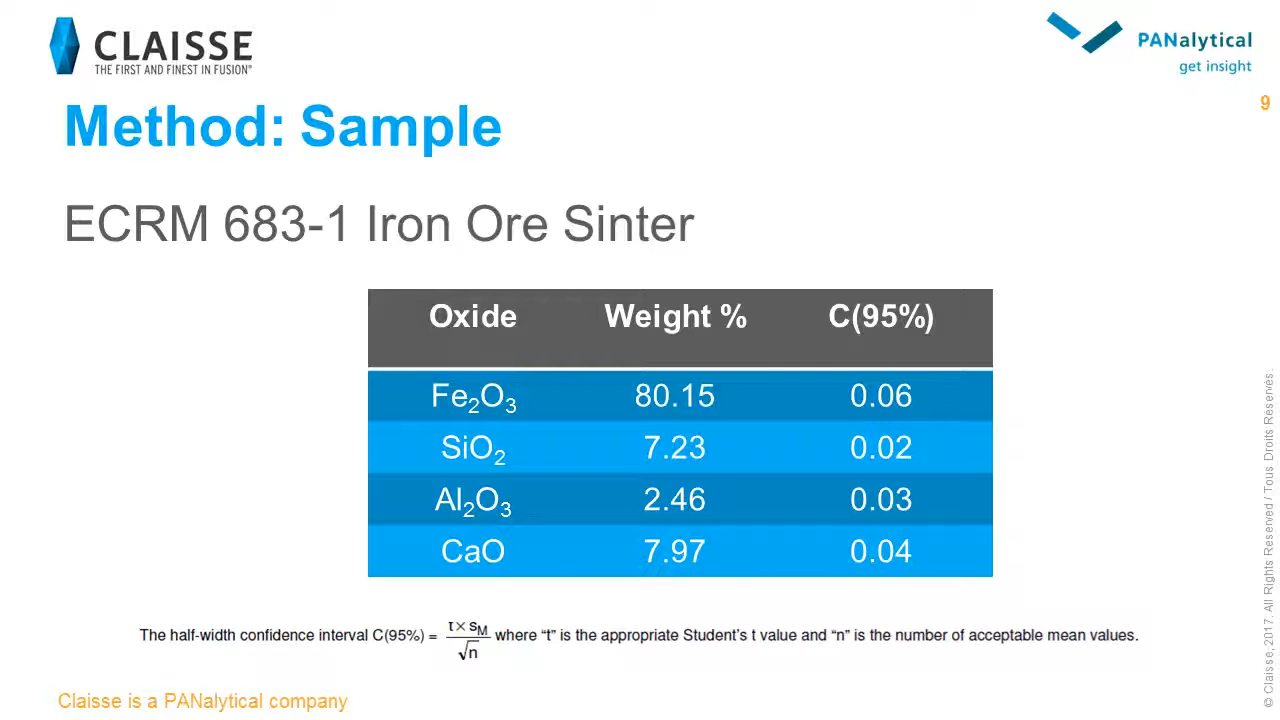 CLAISSE
THE FIRST AND FINEST IN FUSION®
PANalytical
get insight
9
Method: Sample
ECRM 683-1 Iron Ore Sinter
Oxide Weight % C(95%)
Fe₂O₃ 80.15 0.06
SiO₂ 7.23 0.02
Al₂O₃ 2.46 0.03
CaO 7.97 0.04
The half-width confidence interval C(95%) = t × s_M / √n where “t” is the appropriate Student’s t value and “n” is the number of acceptable mean values.
Claisse is a PANalytical company
© Claisse, 2017. All Rights Reserved / Tous Droits Réservés.